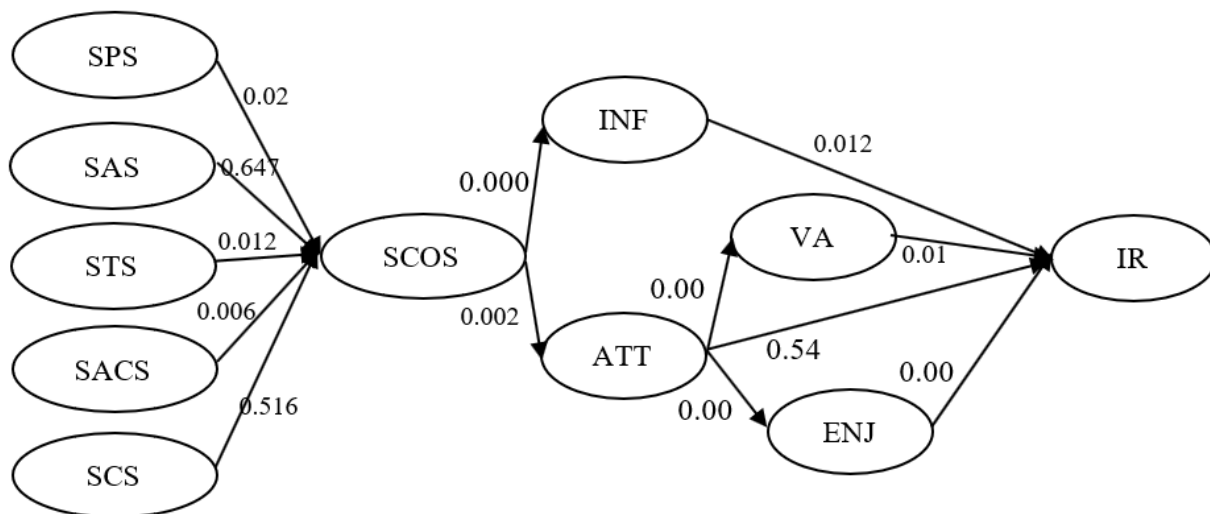 SPS
0.02
SAS
0.647
STS
0.012
SACS
0.006
SCS
0.516
SCOS
0.000
0.002
INF
0.012
VA
0.01
0.00
ATT
0.54
0.00
ENJ
0.00
IR